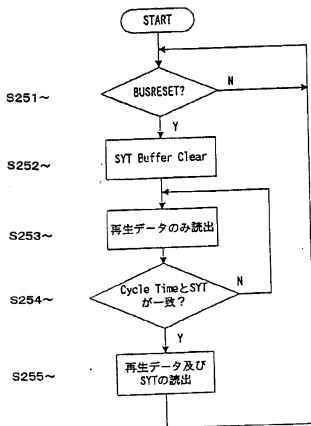 START
BUSRESET?
N
S251~
Y
SYT Buffer Clear
S252~
再生データのみ読出
S253~
Cycle TimeとSYT
が一致?
N
S254~
Y
再生データ及び
SYTの読出
S255~